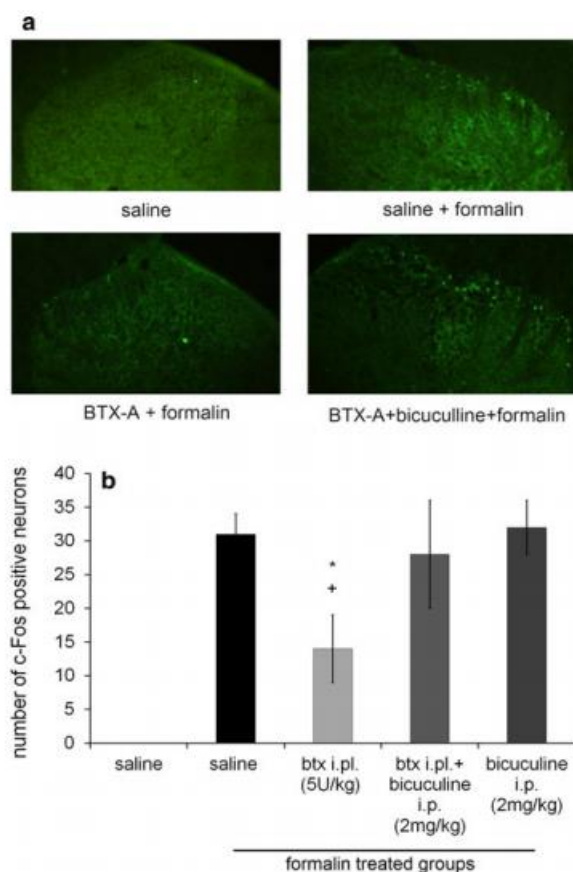 a
saline
saline + formalin
BTX-A + formalin
BTX-A+bicuculline+formalin
b
number of c-Fos positive neurons
40
35
30
25
20
15
10
5
0
*
+
saline
saline
btx i.pl.
(5U/kg)
btx i.pl.+
bicuculine
i.p.
(2mg/kg)
bicuculine
i.p.
(2mg/kg)
formalin treated groups